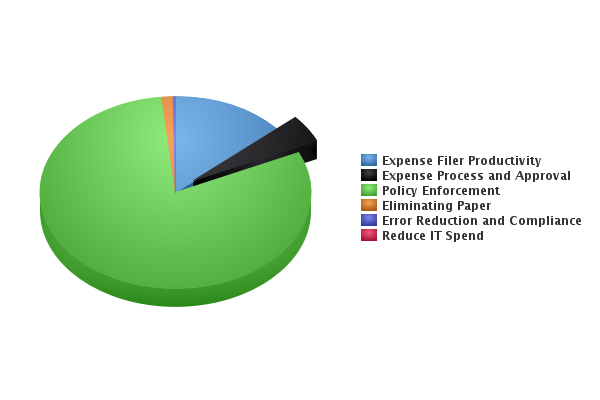 Expense Filer Productivity
Expense Process and Approval
Policy Enforcement
Eliminating Paper
Error Reduction and Compliance
Reduce IT Spend